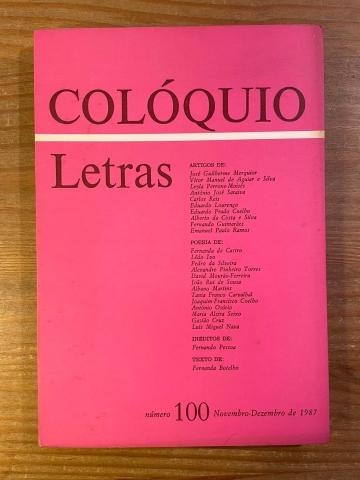 COLÓQUIO
Letras
ARTIGOS DE:
José Guilherme Merquior
Vítor Manuel de Aguiar e Silva
Leyla Perrone-Moisés
António José Saraiva
Carlos Reis
Eduardo Lourenço
Eduardo Prado Coelho
Alberto da Costa e Silva
Fernando Guimarães
Emanuel Paulo Ramos
POESIA DE:
Fernanda de Castro
Lêdo Ivo
Pedro da Silveira
Alexandre Pinheiro Torres
David Mourão-Ferreira
João Rui de Sousa
Albano Martins
Tania Franco Carvalhal
Joaquim-Francisco Coelho
António Osório
Maria Alzira Seixo
Gastão Cruz
Luís Miguel Nava
INÉDITOS DE:
Fernando Pessoa
TEXTO DE:
Fernanda Botelho
número 100 Novembro-Dezembro de 1987